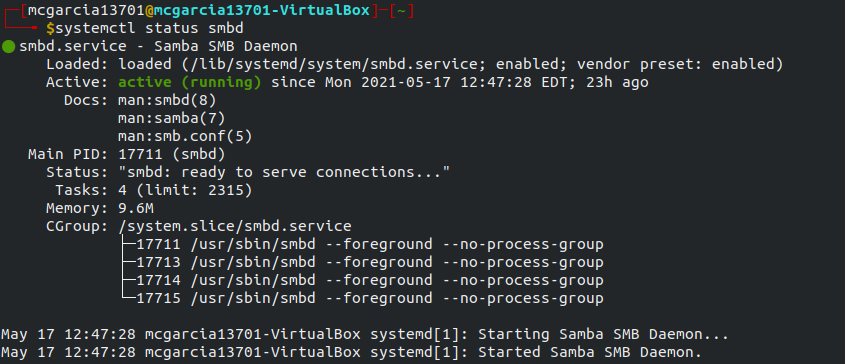 [mcgarcia13701@mcgarcia13701-VirtualBox]-[~]
$systemctl status smbd
● smbd.service - Samba SMB Daemon
Loaded: loaded (/lib/systemd/system/smbd.service; enabled; vendor preset: enabled)
Active: active (running) since Mon 2021-05-17 12:47:28 EDT; 23h ago
Docs: man:smbd(8)
man:samba(7)
man:smb.conf(5)
Main PID: 17711 (smbd)
Status: "smbd: ready to serve connections..."
Tasks: 4 (limit: 2315)
Memory: 9.6M
CGroup: /system.slice/smbd.service
├─17711 /usr/sbin/smbd --foreground --no-process-group
├─17713 /usr/sbin/smbd --foreground --no-process-group
├─17714 /usr/sbin/smbd --foreground --no-process-group
└─17715 /usr/sbin/smbd --foreground --no-process-group
May 17 12:47:28 mcgarcia13701-VirtualBox systemd[1]: Starting Samba SMB Daemon...
May 17 12:47:28 mcgarcia13701-VirtualBox systemd[1]: Started Samba SMB Daemon.